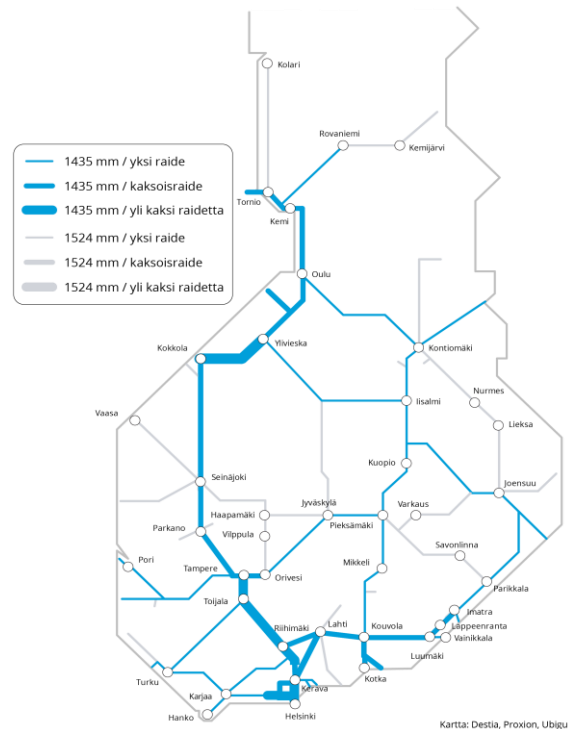 Kolari
Rovaniemi
Kemijärvi
1435 mm / yksi raide
1435 mm / kaksoisraide
1435 mm / yli kaksi raidetta
1524 mm / yksi raide
1524 mm / kaksoisraide
1524 mm / yli kaksi raidetta
Tornio
Kemi
Oulu
Ylivieska
Kokkola
Kontiomäki
Nurmes
Iisalmi
Vaasa
Lieksa
Kuopio
Seinäjoki
Joensuu
Haapamäki
Jyväskylä
Varkaus
Parkano
Vilppula
Pieksämäki
Savonlinna
Pori
Tampere
Orivesi
Mikkeli
Parikkala
Toijala
Imatra
Riihimäki
Lahti
Kouvola
Lappeenranta
Vainikkala
Luumäki
Turku
Karjaa
Kerava
Kotka
Hanko
Helsinki
Kartta: Destia, Proxion, Ubigu